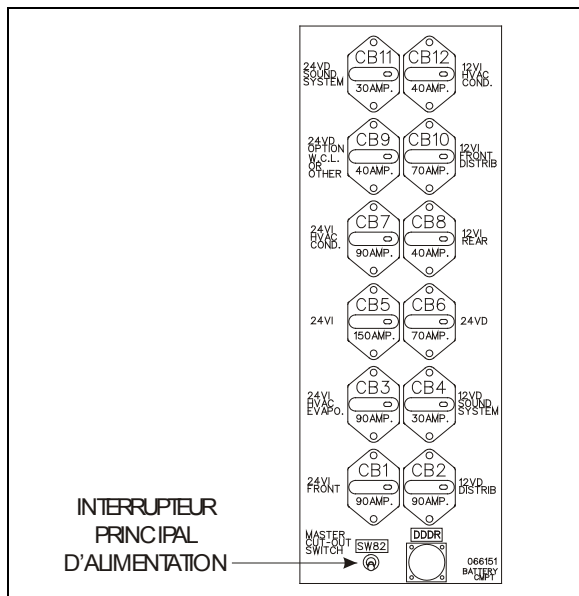 24VD
SOUND
SYSTEM
CB11
30AMP.
CB12
40AMP.
12VI
HVAC
COND.
24VD
OPTION
W.C.L.
OR
OTHER
CB9
40AMP.
CB10
70AMP.
12VI
FRONT
DISTRIB
24VI
HVAC
COND.
CB7
90AMP.
CB8
40AMP.
12VI
REAR
24VI
CB5
150AMP.
CB6
70AMP.
24VD
24VI
HVAC
EVAPO.
CB3
90AMP.
CB4
30AMP.
12VD
SOUND
SYSTEM
24VI
FRONT
CB1
90AMP.
CB2
90AMP.
12VD
DISTRIB
INTERRUPTEUR
PRINCIPAL
D'ALIMENTATION
MASTER
CUT-OUT
SWITCH
SW82
DDDR
066151
BATTERY
CMPT